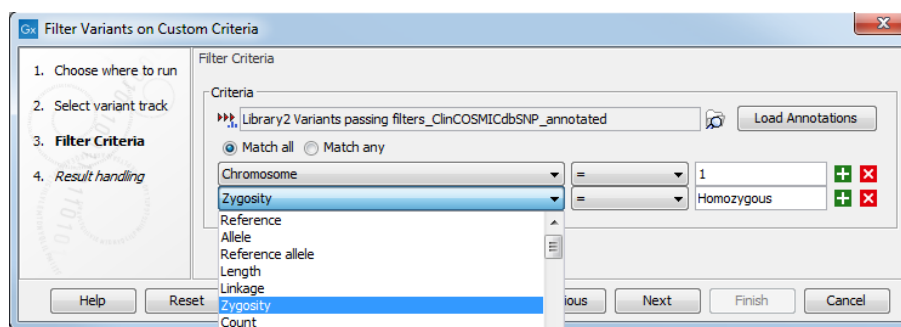 Gx Filter Variants on Custom Criteria
x
1. Choose where to run
2. Select variant track
3. Filter Criteria
4. Result handling
Filter Criteria
Criteria
Library2 Variants passing filters_ClinCOSMICdbSNP_annotated
Load Annotations
Match all Match any
Chromosome = 1
Zygosity = Homozygous
Reference
Allele
Reference allele
Length
Linkage
Zygosity
Count
Help Reset Next Finish Cancel